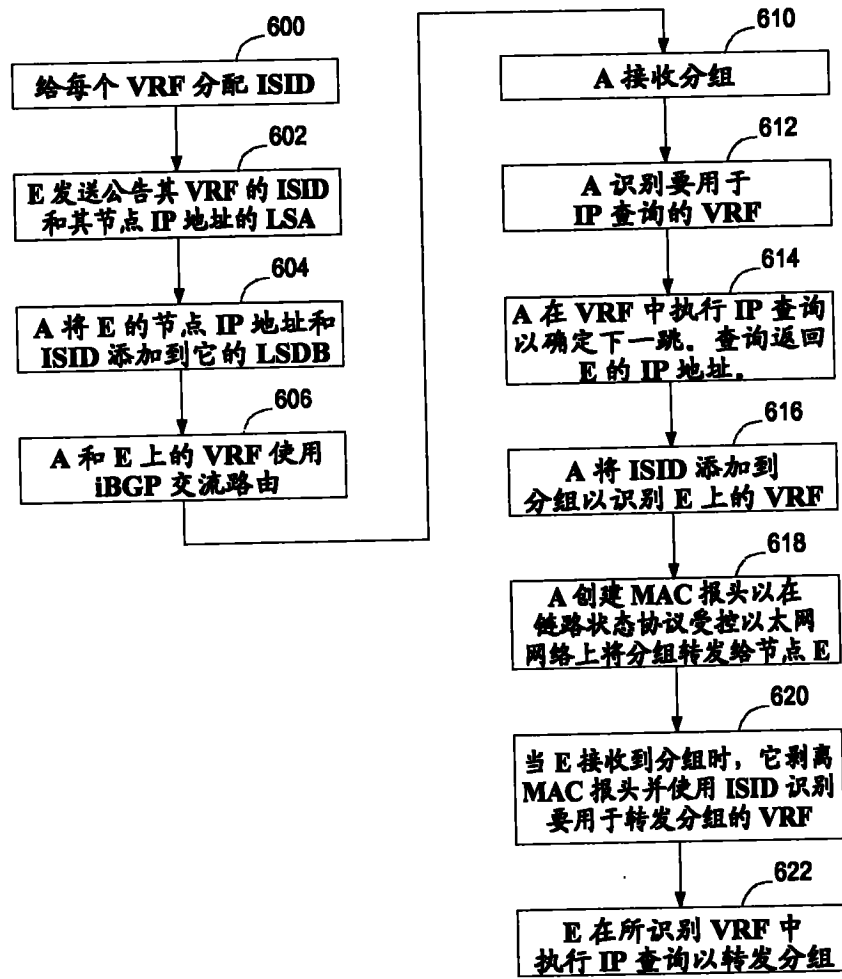 600
给每个 VRF 分配 ISID
602
E 发送公告其 VRF 的 ISID
和其节点 IP 地址的 LSA
604
A 将 E 的节点 IP 地址和
ISID 添加到它的 LSDB
606
A 和 E 上的 VRF 使用
iBGP 交流路由
610
A 接收分组
612
A 识别要用于
IP 查询的 VRF
614
A 在 VRF 中执行 IP 查询
以确定下一跳。查询返回
E 的 IP 地址。
616
A 将 ISID 添加到
分组以识别 E 上的 VRF
618
A 创建 MAC 报头以在
链路状态协议受控以太网
网络上将分组转发给节点 E
620
当 E 接收到分组时，它剥离
MAC 报头并使用 ISID 识别
要用于转发分组的 VRF
622
E 在所识别 VRF 中
执行 IP 查询以转发分组